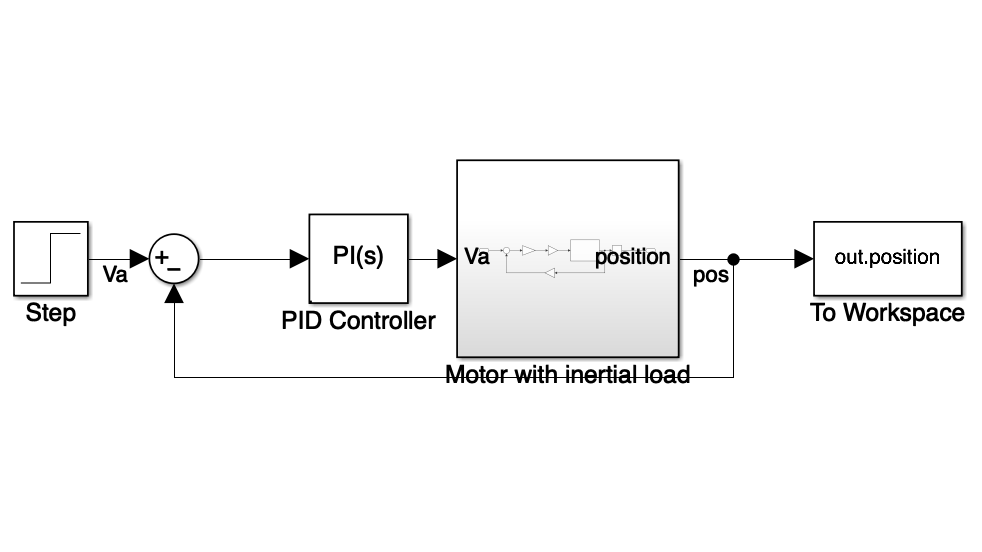 Va
Step
+
−
PI(s)
PID Controller
Va
position
Motor with inertial load
pos
out.position
To Workspace